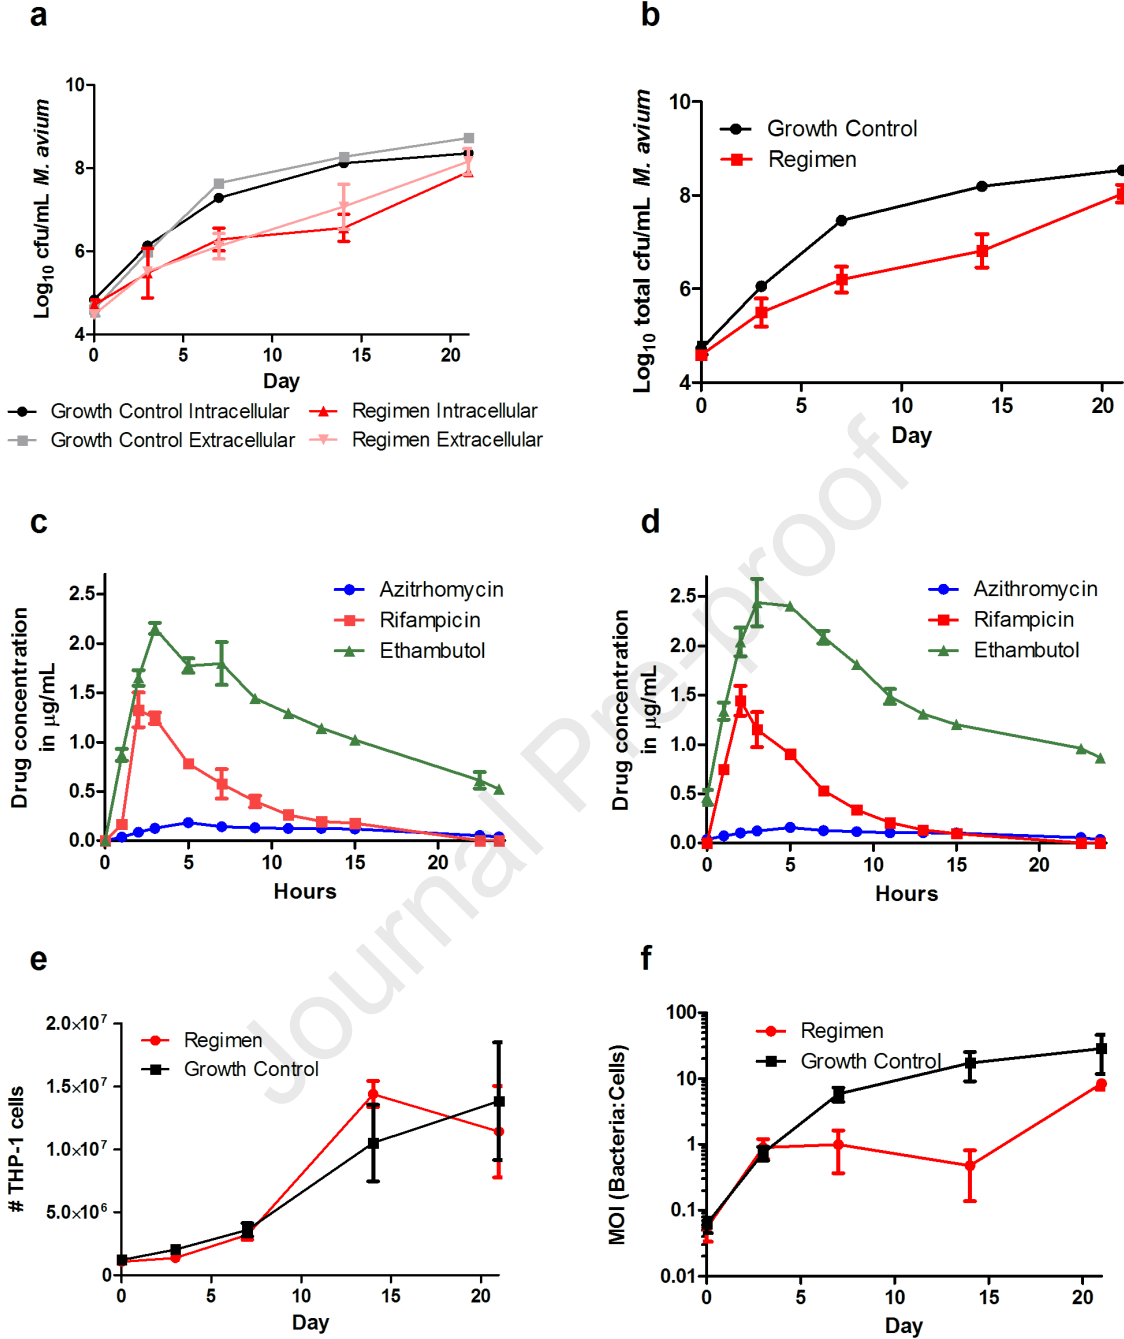 a
Log10 cfu/mL M. avium
10
8
6
4
0 5 10 15 20
Day
Growth Control Intracellular
Growth Control Extracellular
Regimen Intracellular
Regimen Extracellular
b
Log10 total cfu/mL M. avium
10
8
6
4
0 5 10 15 20
Day
Growth Control
Regimen
c
Drug concentration
in μg/mL
2.5
2.0
1.5
1.0
0.5
0.0
0 5 10 15 20
Hours
Azitrhomycin
Rifampicin
Ethambutol
d
Drug concentration
in μg/mL
2.5
2.0
1.5
1.0
0.5
0.0
0 5 10 15 20
Hours
Azithromycin
Rifampicin
Ethambutol
e
# THP-1 cells
2.0×10⁷
1.5×10⁷
1.0×10⁷
5.0×10⁶
0
0 5 10 15 20
Day
Regimen
Growth Control
f
MOI (Bacteria:Cells)
100
10
1
0.1
0.01
0 5 10 15 20
Day
Regimen
Growth Control
Journal Pre-proof